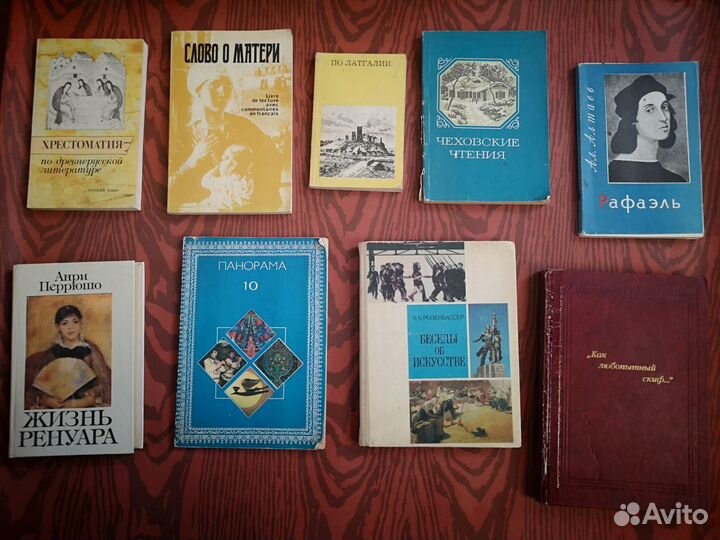 ХРЕСТОМАТИЯ
по древнерусской
литературе
СЛОВО О МАТЕРИ
Livre
de lecture
avec
commentaires
en francais
ПО ЛАТГАЛИИ
ЧЕХОВСКИЕ
ЧТЕНИЯ
Ал. Алтаев
Рафаэль
Анри
Перрюшо
ЖИЗНЬ
РЕНУАРА
ПАНОРАМА
10
Н. В. РОЗЕНВАССЕР
БЕСЕДЫ
ОБ
ИСКУССТВЕ
„Как
любопытный
скиф..."
Avito